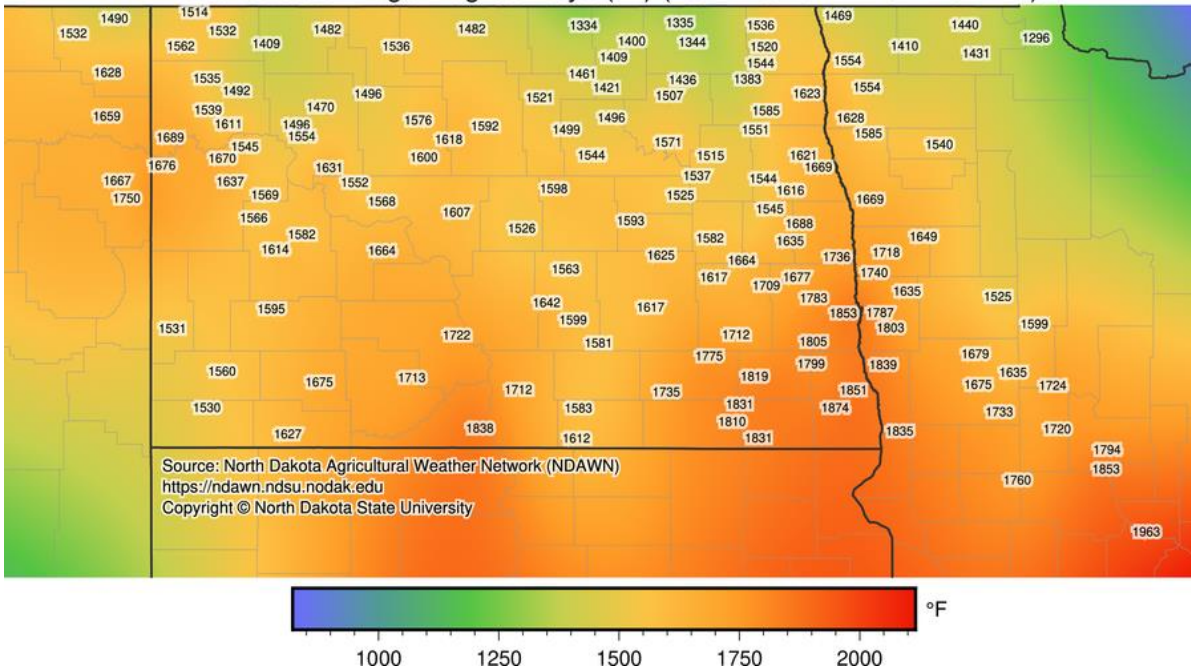 1490 1514 1334 1335 1536 1469 1440
1532 1532 1482 1482 1296
1562 1409 1536 1400 1344 1520 1410 1431
1409 1544 1554
1628 1535 1461 1436 1383
1492 1496 1521 1421 1507 1623 1554
1659 1539 1470 1576 1496 1585 1628
1611 1496 1592 1499 1551 1585
1689 1554 1618 1571 1540
1545 1600 1544 1515 1621
1676 1670 1631 1669
1667 1637 1552 1598 1537 1544
1750 1569 1568 1525 1616 1669
1566 1607 1593 1545
1582 1526 1582 1688 1649
1614 1664 1625 1635
1563 1664 1736 1718
1617 1677 1740
1709 1635
1595 1642 1617 1783 1525
1531 1599 1853 1787 1599
1722 1581 1712 1805 1803
1775 1799 1839 1679
1560 1675 1713 1819 1635
1712 1735 1851 1675 1724
1530 1583 1831 1874 1733
1627 1838 1810 1835 1720
1612 1831
1794
1853
1760
1963
Source: North Dakota Agricultural Weather Network (NDAWN)
https://ndawn.ndsu.nodak.edu
Copyright © North Dakota State University
°F
1000 1250 1500 1750 2000